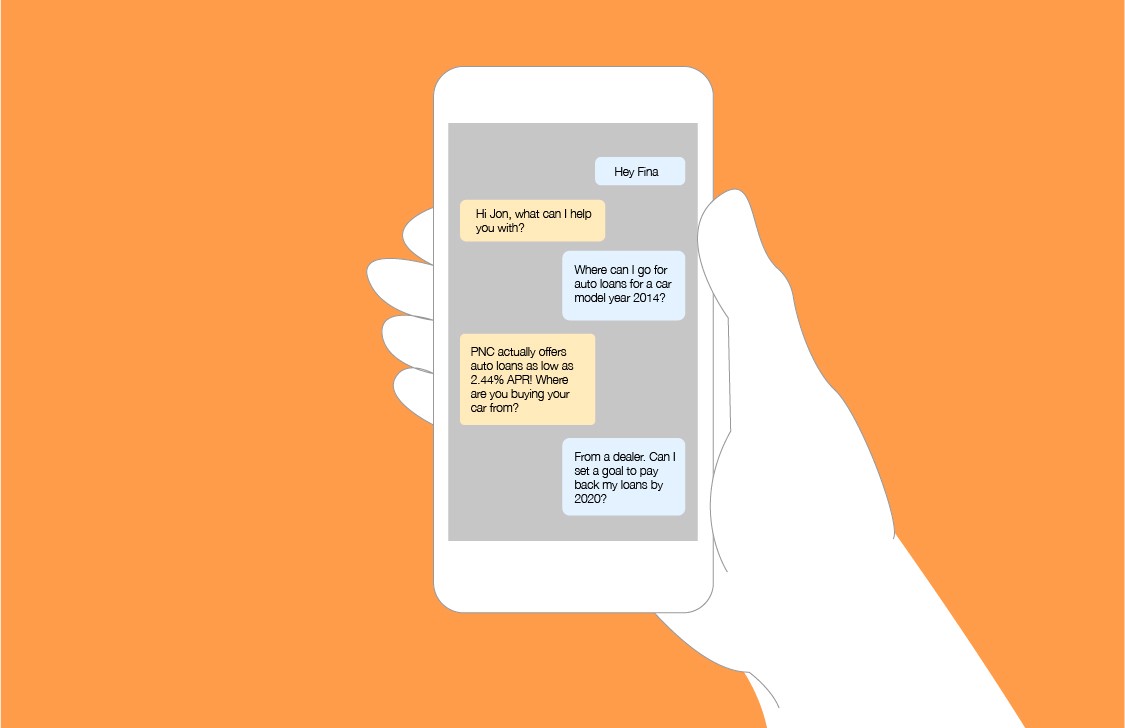 Hey Fina
Hi Jon, what can I help
you with?
Where can I go for
auto loans for a car
model year 2014?
PNC actually offers
auto loans as low as
2.44% APR! Where
are you buying your
car from?
From a dealer. Can I
set a goal to pay
back my loans by
2020?